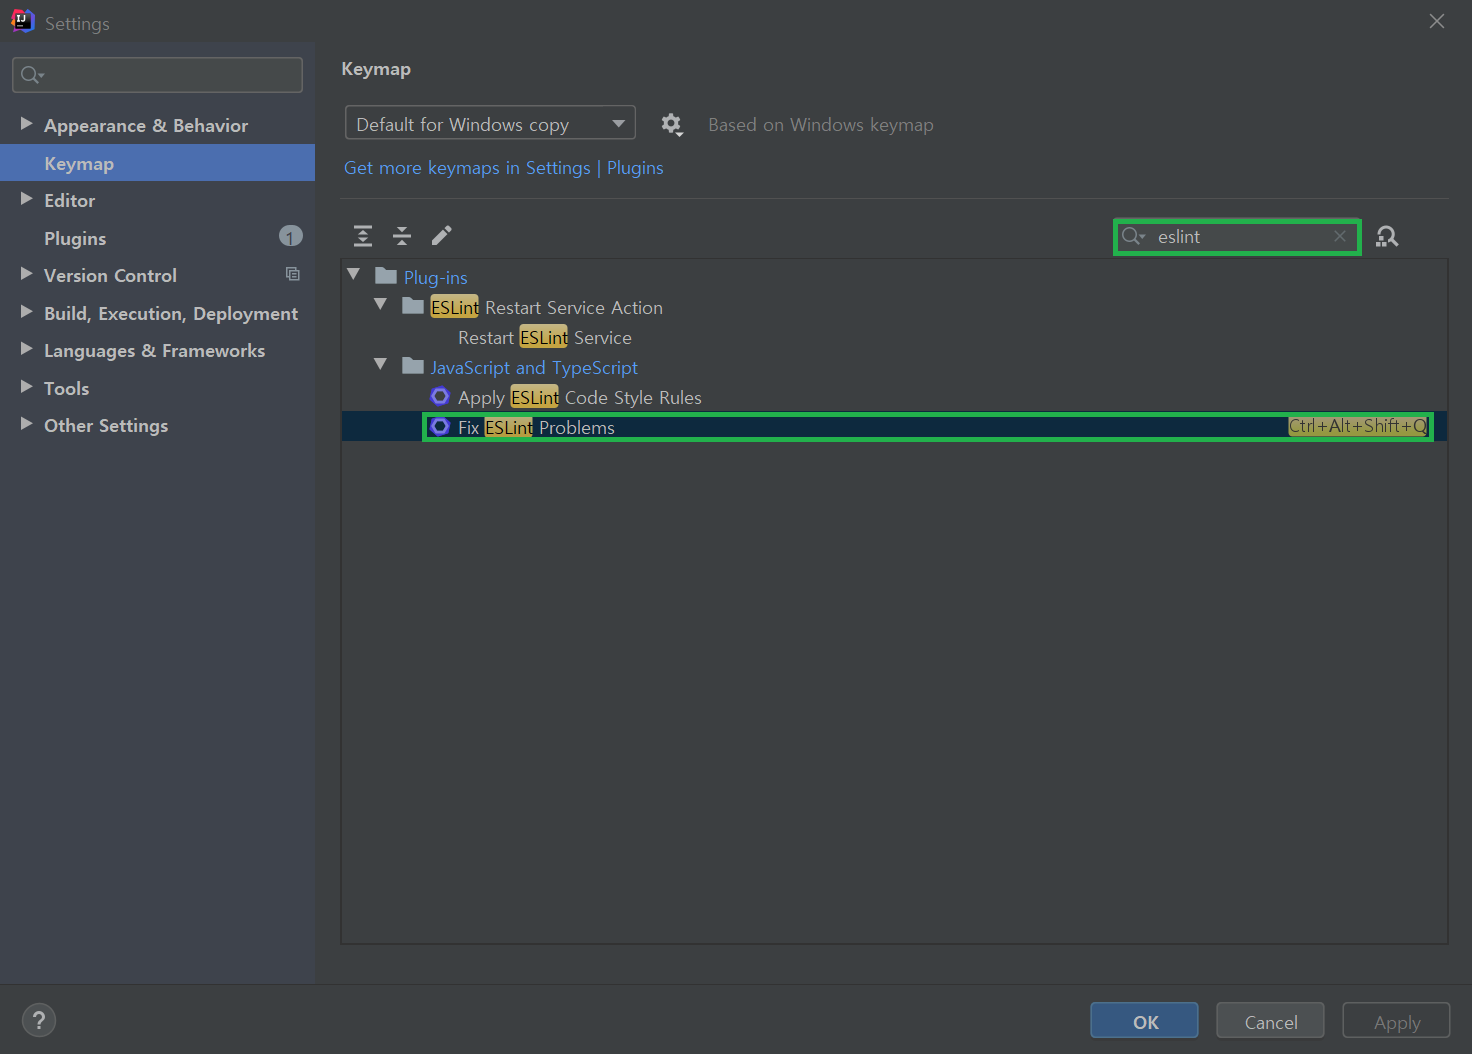 Settings
Appearance & Behavior
Keymap
Editor
Plugins 1
Version Control
Build, Execution, Deployment
Languages & Frameworks
Tools
Other Settings
Keymap
Default for Windows copy
Based on Windows keymap
Get more keymaps in Settings | Plugins
eslint
Plug-ins
ESLint Restart Service Action
Restart ESLint Service
JavaScript and TypeScript
Apply ESLint Code Style Rules
Fix ESLint Problems Ctrl+Alt+Shift+Q
?
OK
Cancel
Apply